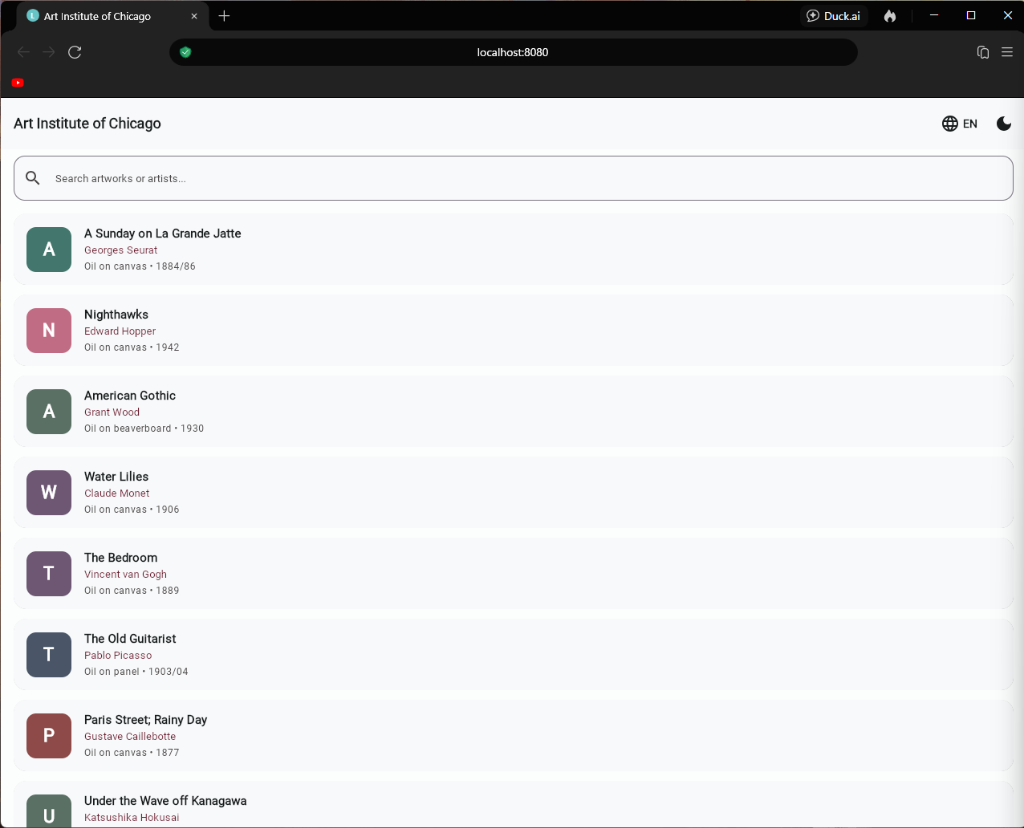 Art Institute of Chicago
Duck.ai
localhost:8080
Art Institute of Chicago
EN
Search artworks or artists...
A
A Sunday on La Grande Jatte
Georges Seurat
Oil on canvas • 1884/86
N
Nighthawks
Edward Hopper
Oil on canvas • 1942
A
American Gothic
Grant Wood
Oil on beaverboard • 1930
W
Water Lilies
Claude Monet
Oil on canvas • 1906
T
The Bedroom
Vincent van Gogh
Oil on canvas • 1889
T
The Old Guitarist
Pablo Picasso
Oil on panel • 1903/04
P
Paris Street; Rainy Day
Gustave Caillebotte
Oil on canvas • 1877
U
Under the Wave off Kanagawa
Katsushika Hokusai